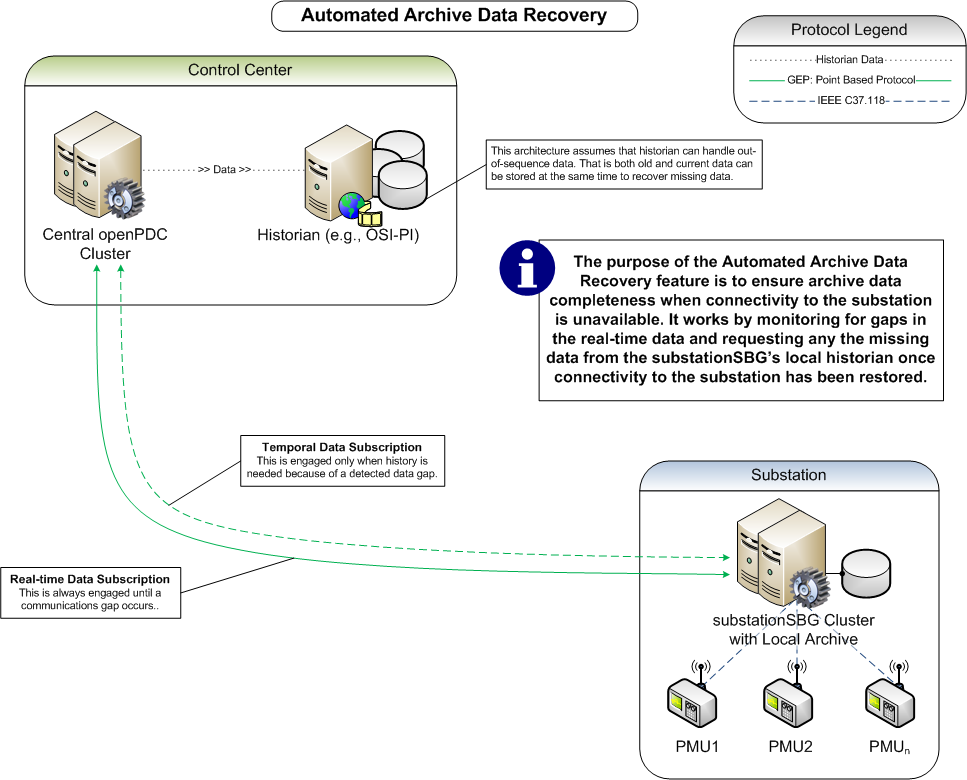 Automated Archive Data Recovery
Protocol Legend
Historian Data
GEP: Point Based Protocol
IEEE C37.118
Control Center
>> Data >>
Central openPDC
Cluster
Historian (e.g., OSI-PI)
This architecture assumes that historian can handle out-
of-sequence data. That is both old and current data can
be stored at the same time to recover missing data.
i
The purpose of the Automated Archive Data
Recovery feature is to ensure archive data
completeness when connectivity to the substation
is unavailable. It works by monitoring for gaps in
the real-time data and requesting any the missing
data from the substationSBG's local historian once
connectivity to the substation has been restored.
Temporal Data Subscription
This is engaged only when history is
needed because of a detected data gap.
Real-time Data Subscription
This is always engaged until a
communications gap occurs..
Substation
substationSBG Cluster
with Local Archive
PMU1
PMU2
PMUn